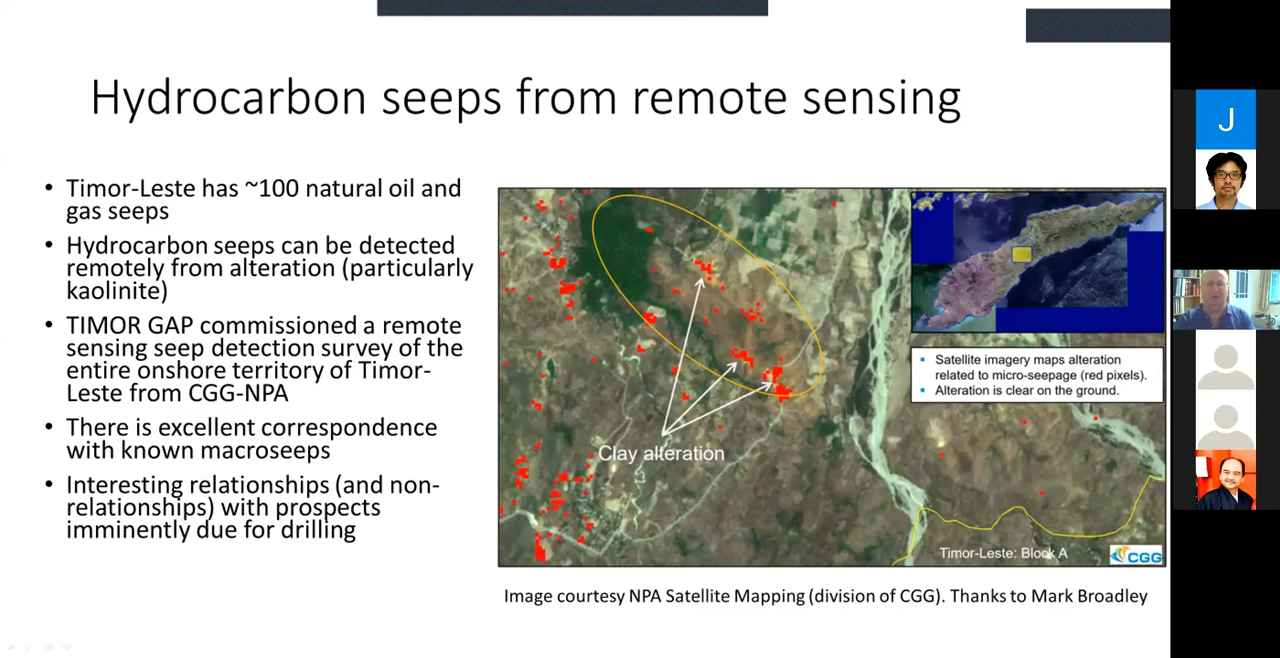 Hydrocarbon seeps from remote sensing
• Timor-Leste has ~100 natural oil and
gas seeps
• Hydrocarbon seeps can be detected
remotely from alteration (particularly
kaolinite)
• TIMOR GAP commissioned a remote
sensing seep detection survey of the
entire onshore territory of Timor-
Leste from CGG-NPA
• There is excellent correspondence
with known macroseeps
• Interesting relationships (and non-
relationships) with prospects
imminently due for drilling
Clay alteration
Satellite imagery maps alteration
related to micro-seepage (red pixels).
Alteration is clear on the ground.
Timor-Leste: Block A
CGG
Image courtesy NPA Satellite Mapping (division of CGG). Thanks to Mark Broadley
J